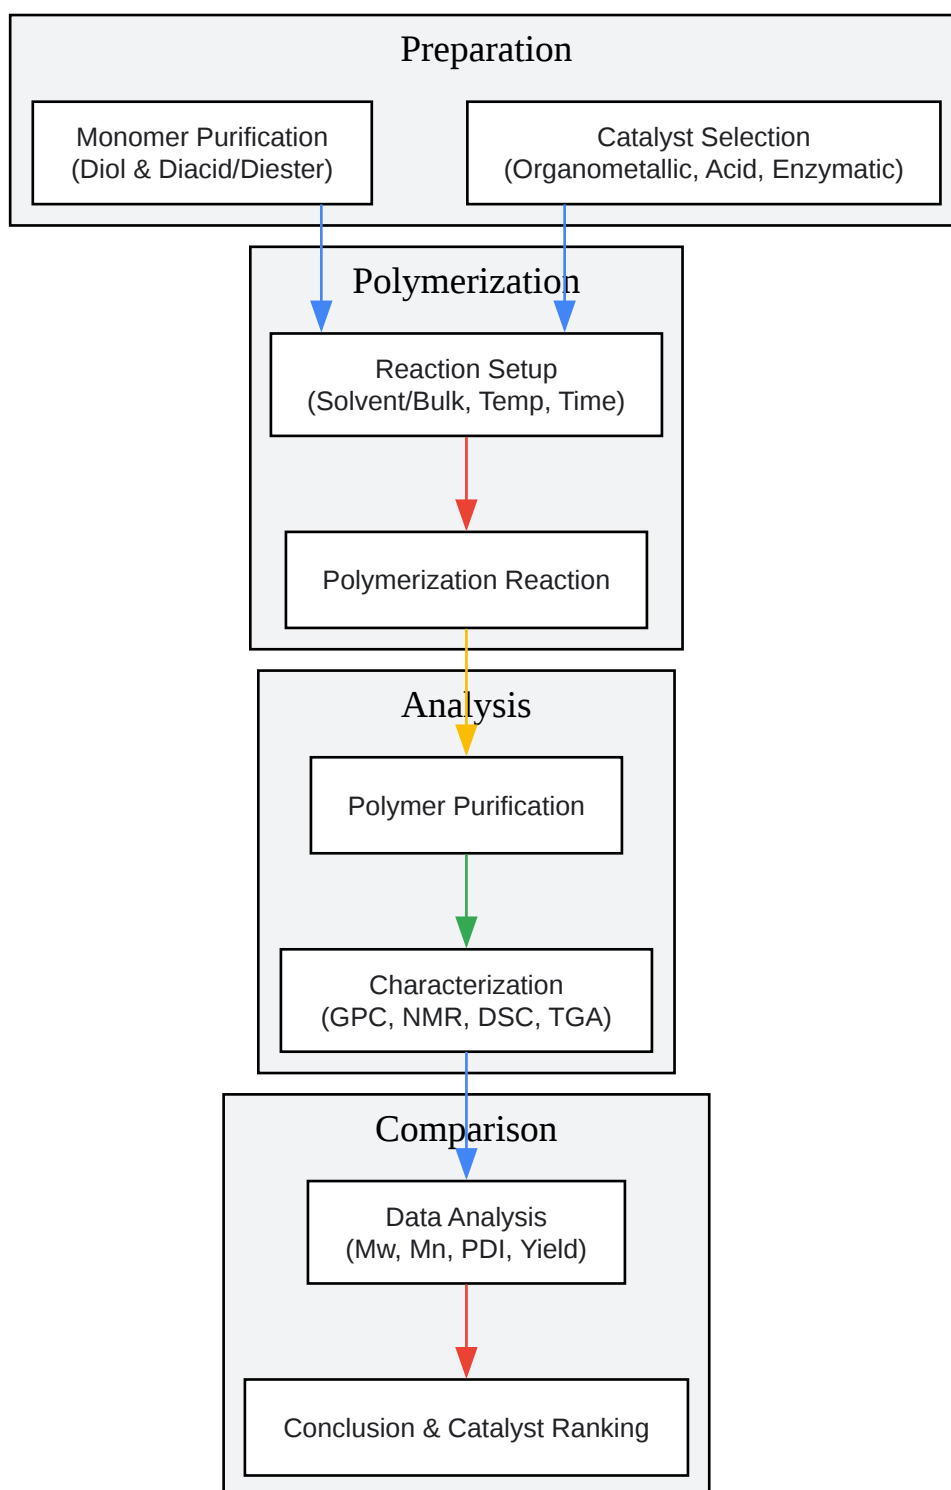 Preparation
Monomer Purification
(Diol & Diacid/Diester)
Catalyst Selection
(Organometallic, Acid, Enzymatic)
Polymerization
Reaction Setup
(Solvent/Bulk, Temp, Time)
Polymerization Reaction
Analysis
Polymer Purification
Characterization
(GPC, NMR, DSC, TGA)
Comparison
Data Analysis
(Mw, Mn, PDI, Yield)
Conclusion & Catalyst Ranking